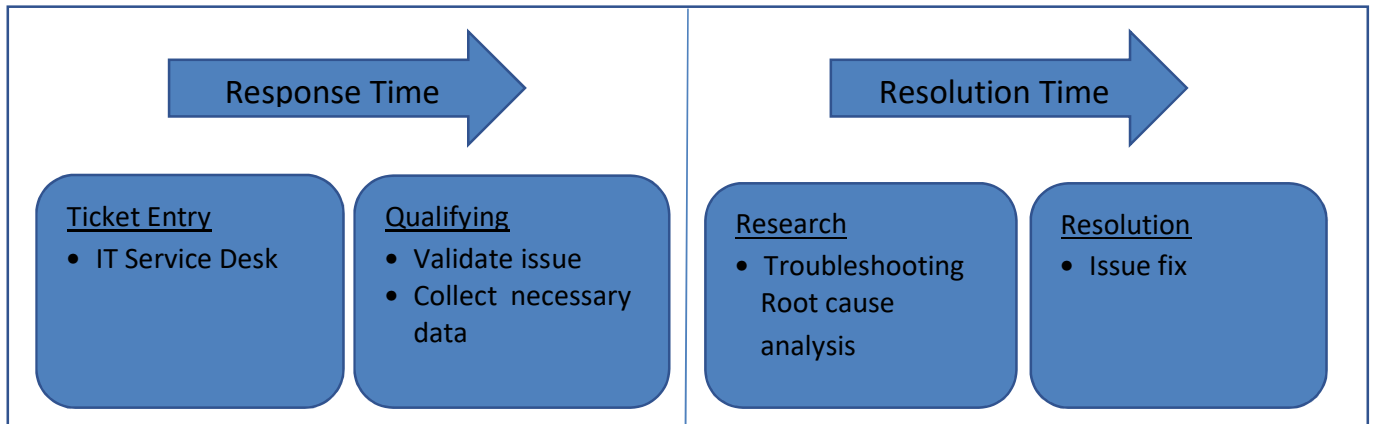 Response Time
Resolution Time
Ticket Entry
• IT Service Desk
Qualifying
• Validate issue
• Collect necessary
data
Research
• Troubleshooting
Root cause
analysis
Resolution
• Issue fix